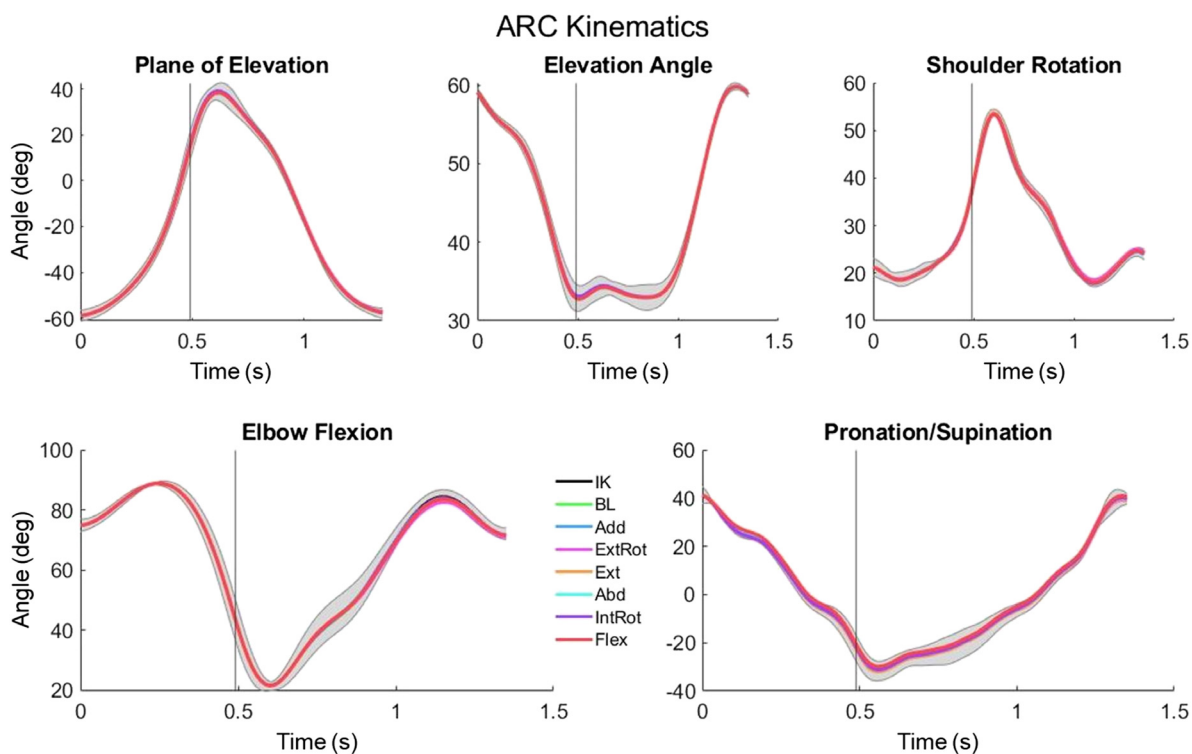 ARC Kinematics
Plane of Elevation
Elevation Angle
Shoulder Rotation
Angle (deg)
40
20
0
-20
-40
-60
0
0.5
1
Time (s)
60
50
40
30
0
0.5
1
1.5
Time (s)
60
50
40
30
20
10
0
0.5
1
1.5
Time (s)
Elbow Flexion
Pronation/Supination
Angle (deg)
100
80
60
40
20
0
0.5
1
1.5
Time (s)
IK
BL
Add
ExtRot
Ext
Abd
IntRot
Flex
60
40
20
0
-20
-40
0
0.5
1
1.5
Time (s)